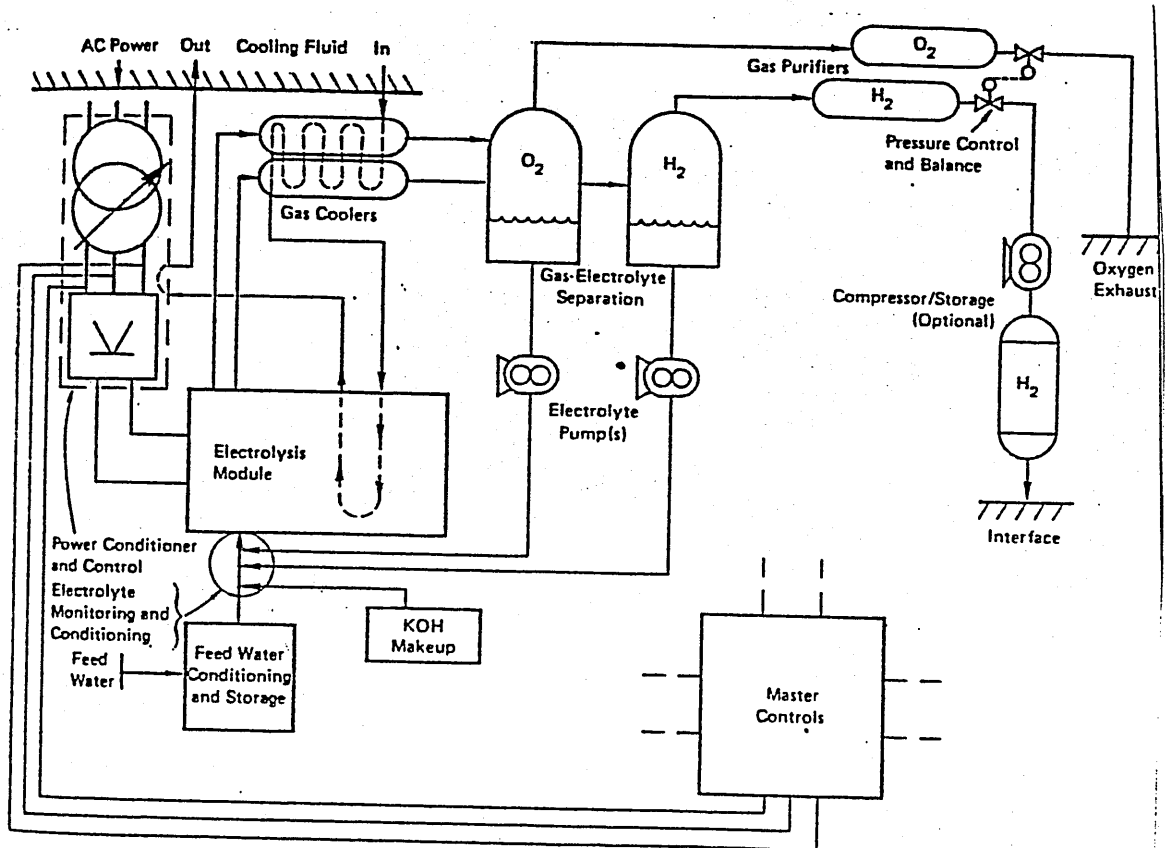 AC Power Out Cooling Fluid In
O2
Gas Purifiers
H2
Pressure Control
and Balance
O2
H2
Gas Coolers
Gas-Electrolyte
Separation
Oxygen
Exhaust
Compressor/Storage
(Optional)
H2
Electrolyte
Pump(s)
Electrolysis
Module
Interface
Power Conditioner
and Control
Electrolyte
Monitoring and
Conditioning
KOH
Makeup
Feed
Water
Feed Water
Conditioning
and Storage
Master
Controls